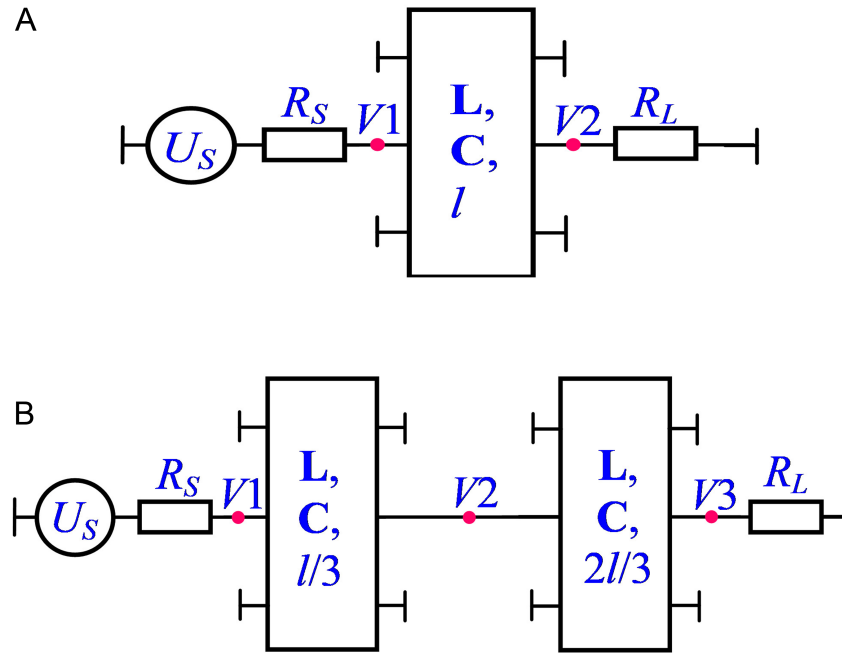 A
U_S
R_S
V1
L,
C,
l
V2
R_L
B
U_S
R_S
V1
L,
C,
l/3
V2
L,
C,
2l/3
V3
R_L